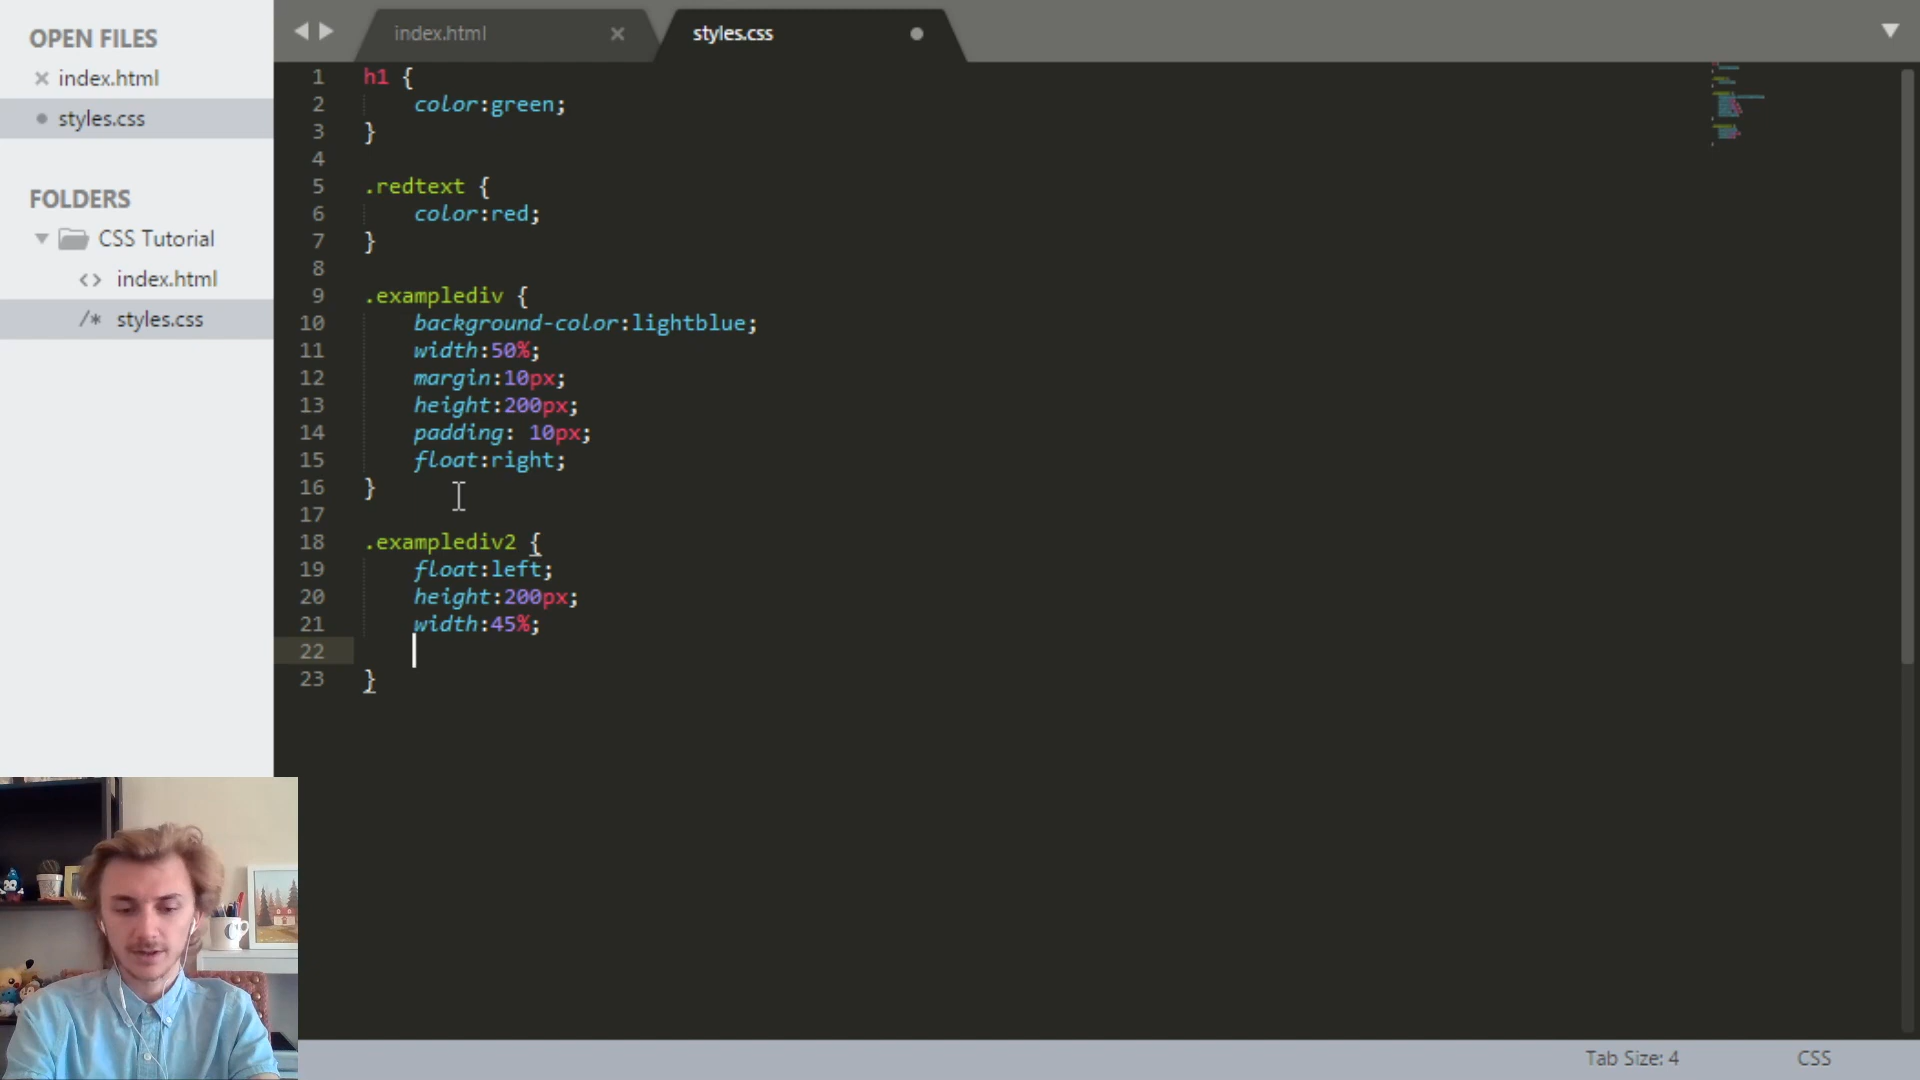 OPEN FILES
index.html
styles.css
FOLDERS
CSS Tutorial
<> index.html
/* styles.css
index.html
styles.css
1 h1 {
2 color:green;
3 }
4
5 .redtext {
6 color:red;
7 }
8
9 .examplediv {
10 background-color:lightblue;
11 width:50%;
12 margin:10px;
13 height:200px;
14 padding: 10px;
15 float:right;
16 }
17
18 .examplediv2 {
19 float:left;
20 height:200px;
21 width:45%;
22
23 }
Tab Size: 4
CSS